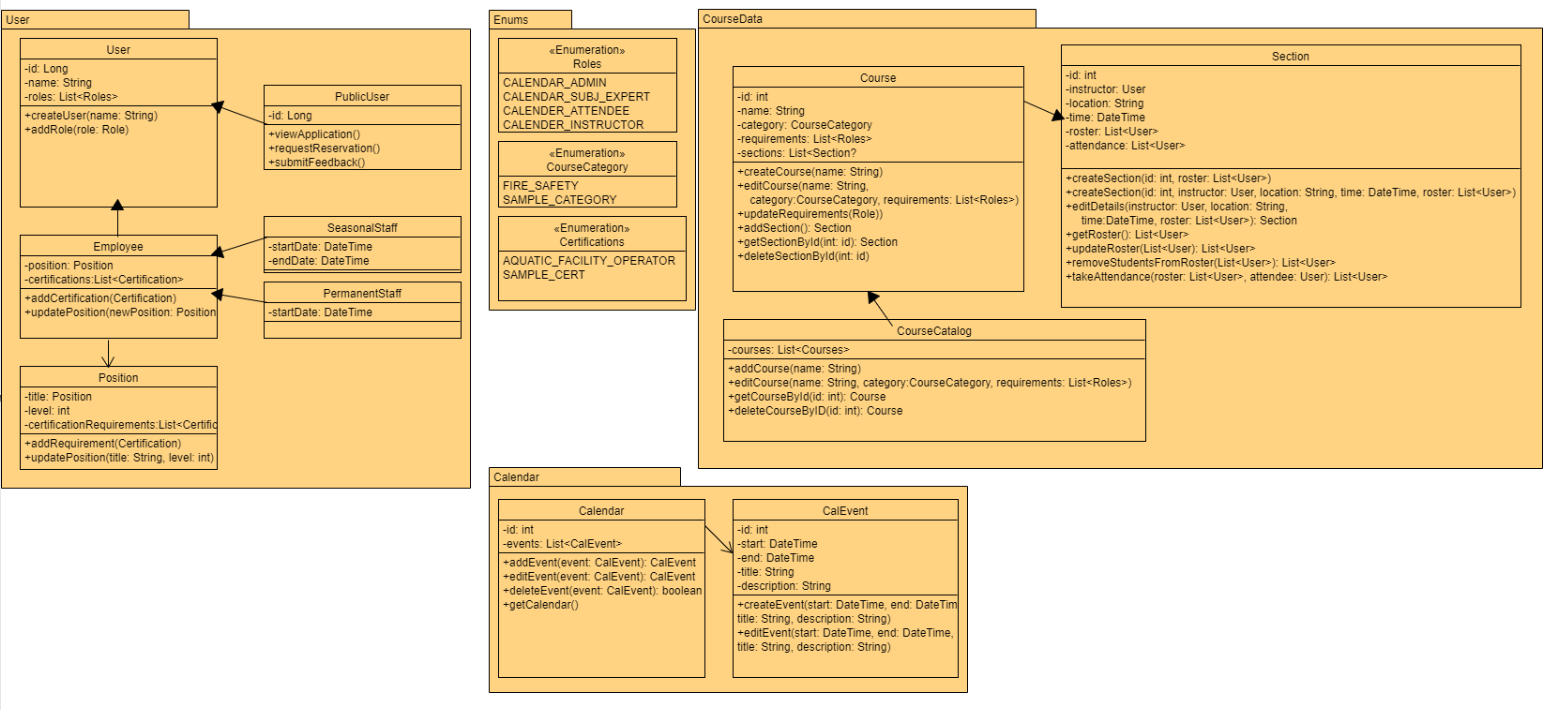 User
User
-id: Long
-name: String
-roles: List<Roles>
+createUser(name: String)
+addRole(role: Role)
PublicUser
-id: Long
+viewApplication()
+requestReservation()
+submitFeedback()
Employee
-position: Position
-certifications:List<Certification>
+addCertification(Certification)
+updatePosition(newPosition: Position
SeasonalStaff
-startDate: DateTime
-endDate: DateTime
PermanentStaff
-startDate: DateTime
Position
-title: Position
-level: int
-certificationRequirements:List<Certific
+addRequirement(Certification)
+updatePosition(title: String, level: int)
Enums
«Enumeration»
Roles
CALENDAR_ADMIN
CALENDAR_SUBJ_EXPERT
CALENDER_ATTENDEE
CALENDER_INSTRUCTOR
«Enumeration»
CourseCategory
FIRE_SAFETY
SAMPLE_CATEGORY
«Enumeration»
Certifications
AQUATIC_FACILITY_OPERATOR
SAMPLE_CERT
CourseData
Course
-id: int
-name: String
-category: CourseCategory
-requirements: List<Roles>
-sections: List<Section?
+createCourse(name: String)
+editCourse(name: String,
category:CourseCategory, requirements: List<Roles>)
+updateRequirements(Role))
+addSection(): Section
+getSectionById(int: id): Section
+deleteSectionById(int: id)
Section
-id: int
-instructor: User
-location: String
-time: DateTime
-roster: List<User>
-attendance: List<User>
+createSection(id: int, roster: List<User>)
+createSection(id: int, instructor: User, location: String, time: DateTime, roster: List<User>)
+editDetails(instructor: User, location: String,
time:DateTime, roster: List<User>): Section
+getRoster(): List<User>
+updateRoster(List<User): List<User>
+removeStudentsFromRoster(List<User>): List<User>
+takeAttendance(roster: List<User>, attendee: User): List<User>
CourseCatalog
-courses: List<Courses>
+addCourse(name: String)
+editCourse(name: String, category:CourseCategory, requirements: List<Roles>)
+getCourseById(id: int): Course
+deleteCourseByID(id: int): Course
Calendar
Calendar
-id: int
-events: List<CalEvent>
+addEvent(event: CalEvent): CalEvent
+editEvent(event: CalEvent): CalEvent
+deleteEvent(event: CalEvent): boolean
+getCalendar()
CalEvent
-id: int
-start: DateTime
-end: DateTime
-title: String
-description: String
+createEvent(start: DateTime, end: DateTim
title: String, description: String)
+editEvent(start: DateTime, end: DateTime,
title: String, description: String)